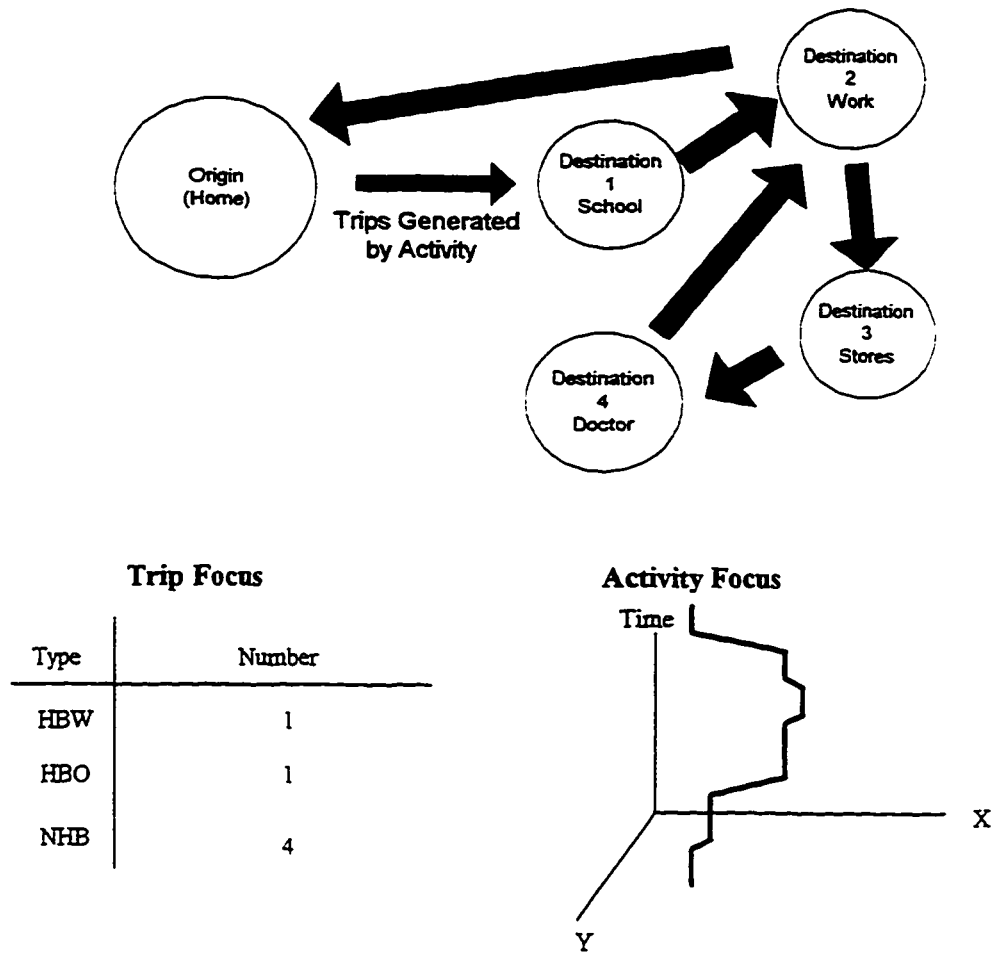 Destination
2
Work
Origin
(Home)
Destination
1
School
Trips Generated
by Activity
Destination
3
Stores
Destination
4
Doctor
Trip Focus
Type Number
HBW 1
HBO 1
NHB 4
Activity Focus
Time
X
Y